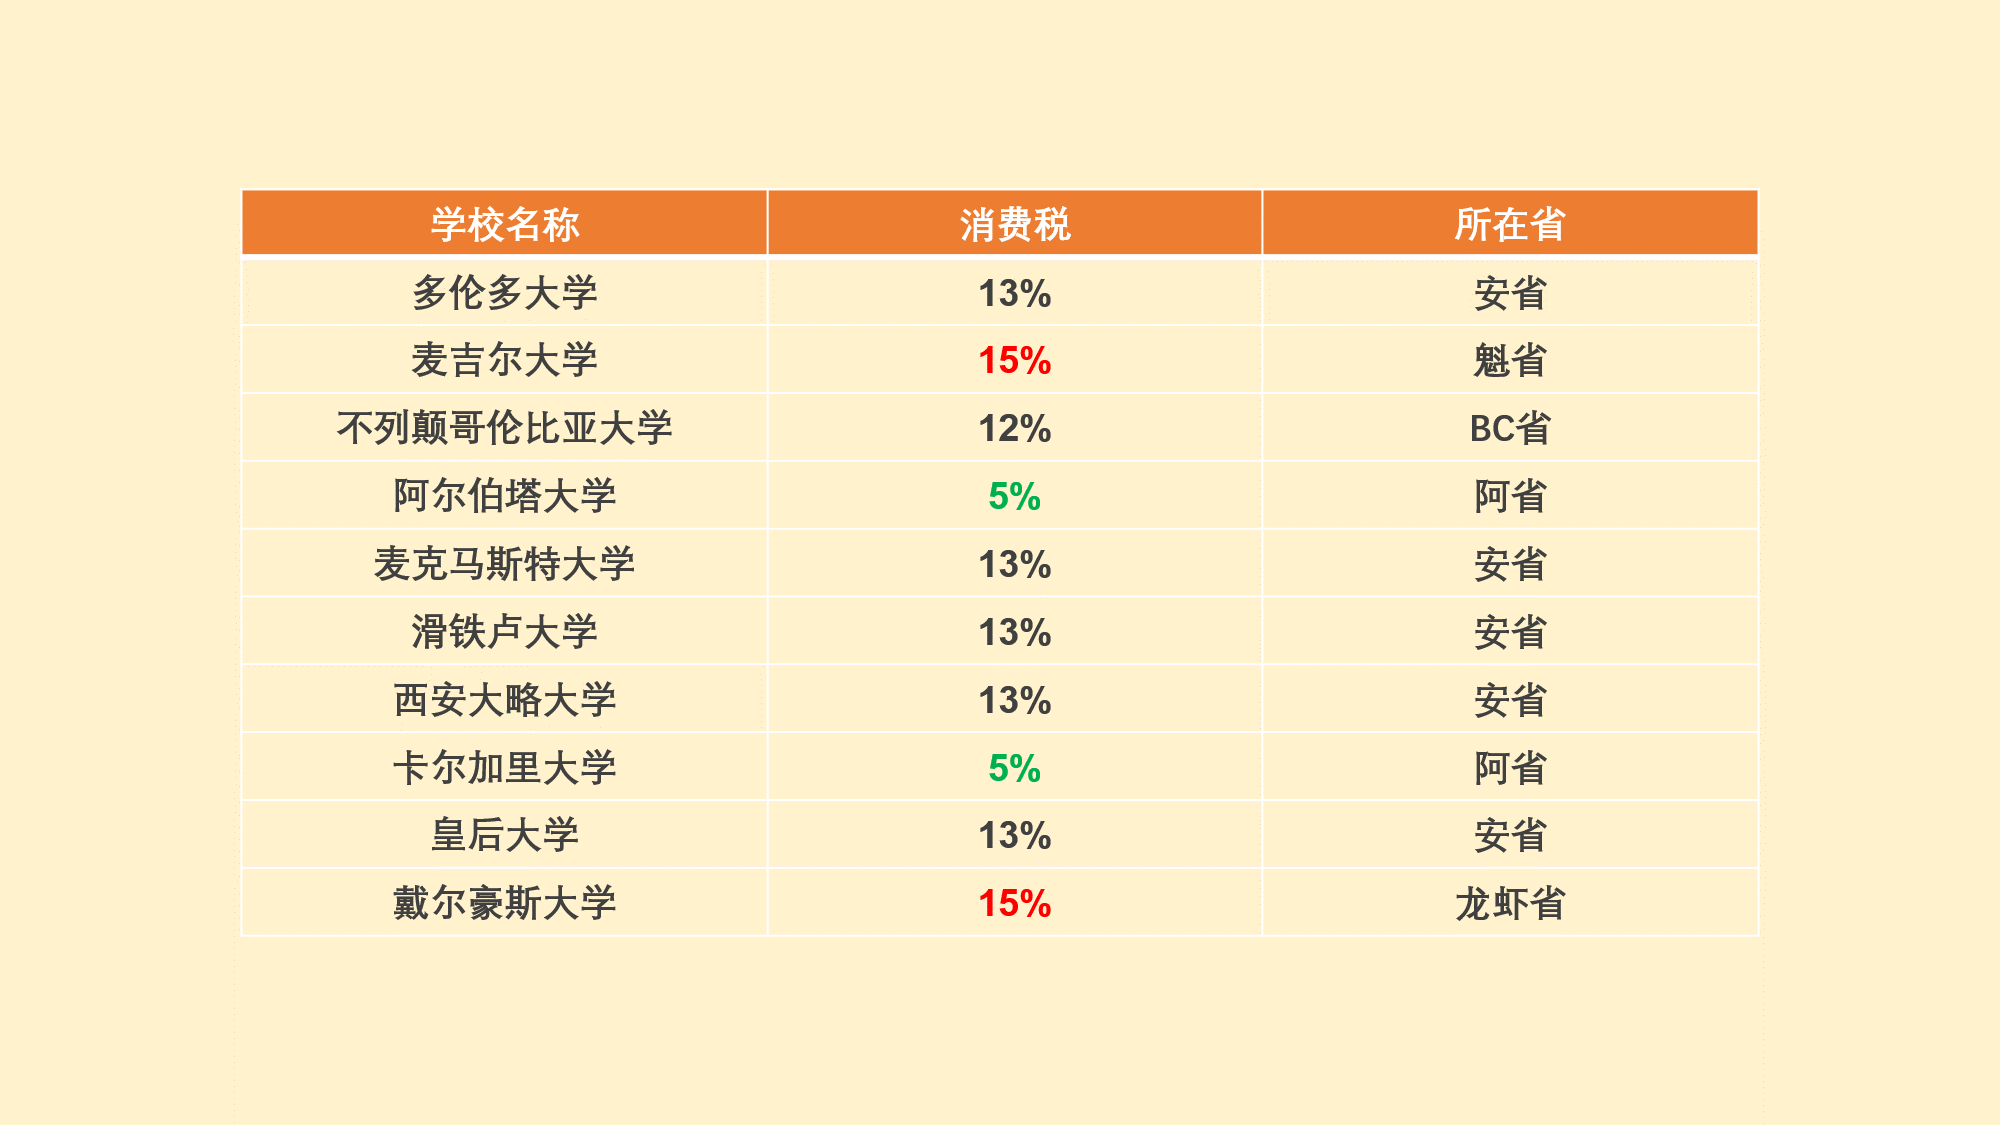 学校名称 消费税 所在省
多伦多大学 13% 安省
麦吉尔大学 15% 魁省
不列颠哥伦比亚大学 12% BC省
阿尔伯塔大学 5% 阿省
麦克马斯特大学 13% 安省
滑铁卢大学 13% 安省
西安大略大学 13% 安省
卡尔加里大学 5% 阿省
皇后大学 13% 安省
戴尔豪斯大学 15% 龙虾省